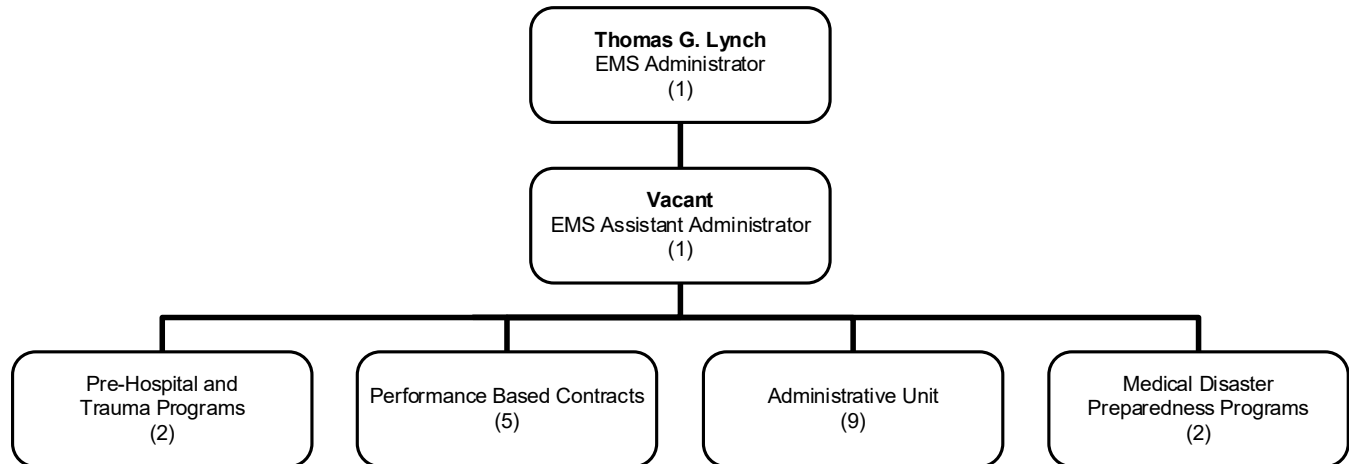 Thomas G. Lynch
EMS Administrator
(1)
Vacant
EMS Assistant Administrator
(1)
Pre-Hospital and
Trauma Programs
(2)
Performance Based Contracts
(5)
Administrative Unit
(9)
Medical Disaster
Preparedness Programs
(2)